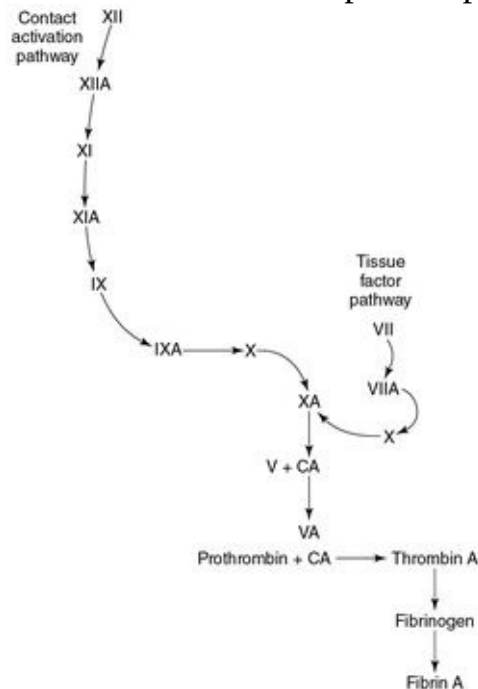 Contact
activation
pathway
XII
XIIA
XI
XIA
IX
IXA
X
Tissue
factor
pathway
VII
VIIA
XA
X
V + CA
VA
Prothrombin + CA
Thrombin A
Fibrinogen
Fibrin A